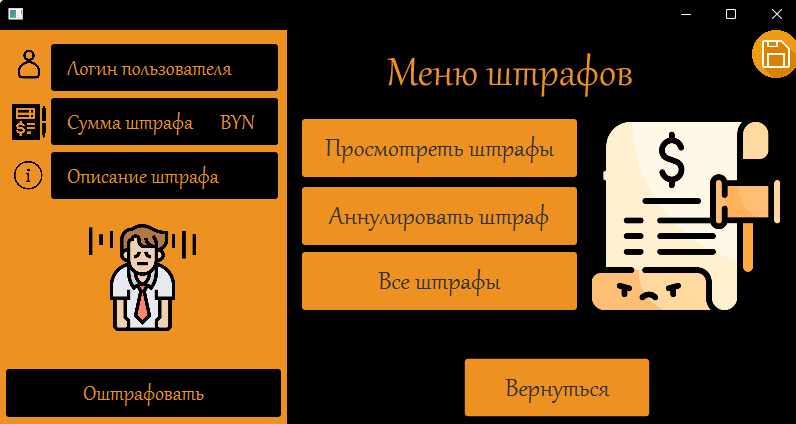 Логин пользователя
Сумма штрафа BYN
Описание штрафа
Оштрафовать
Меню штрафов
Просмотреть штрафы
Аннулировать штраф
Все штрафы
Вернуться